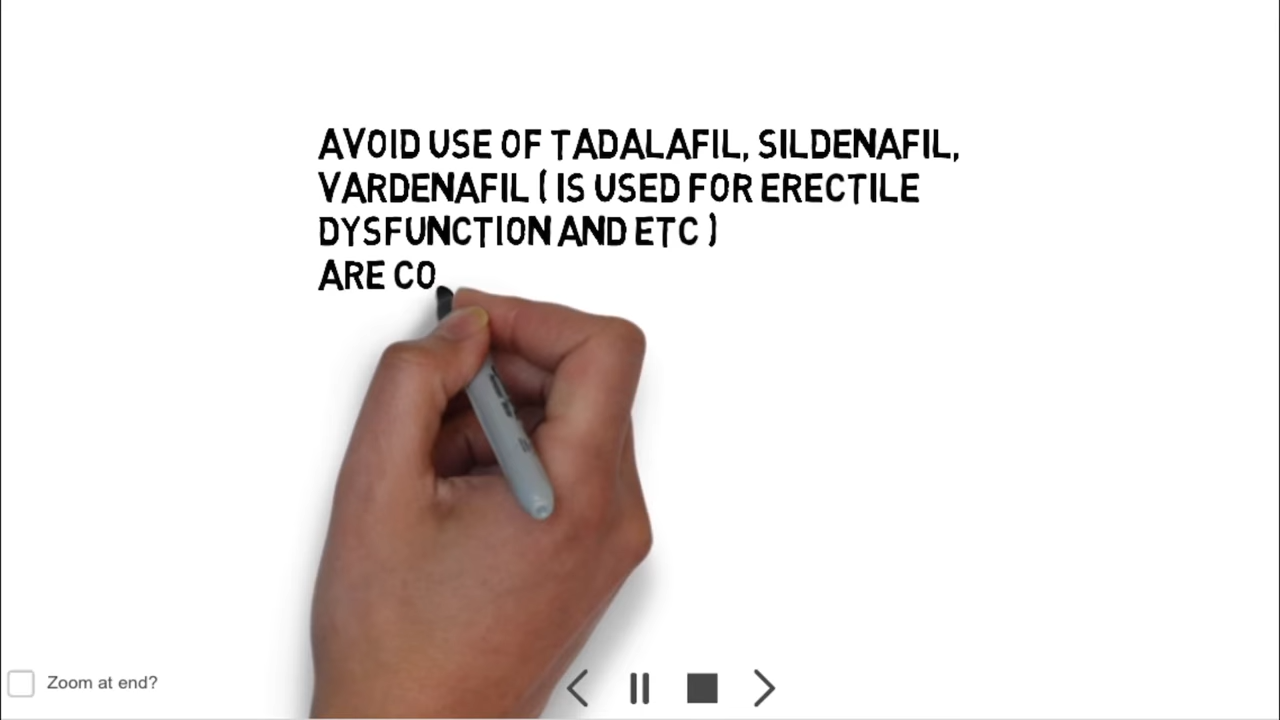 AVOID USE OF TADALAFIL, SILDENAFIL,
VARDENAFIL ( IS USED FOR ERECTILE
DYSFUNCTION AND ETC )
ARE CO
Zoom at end?